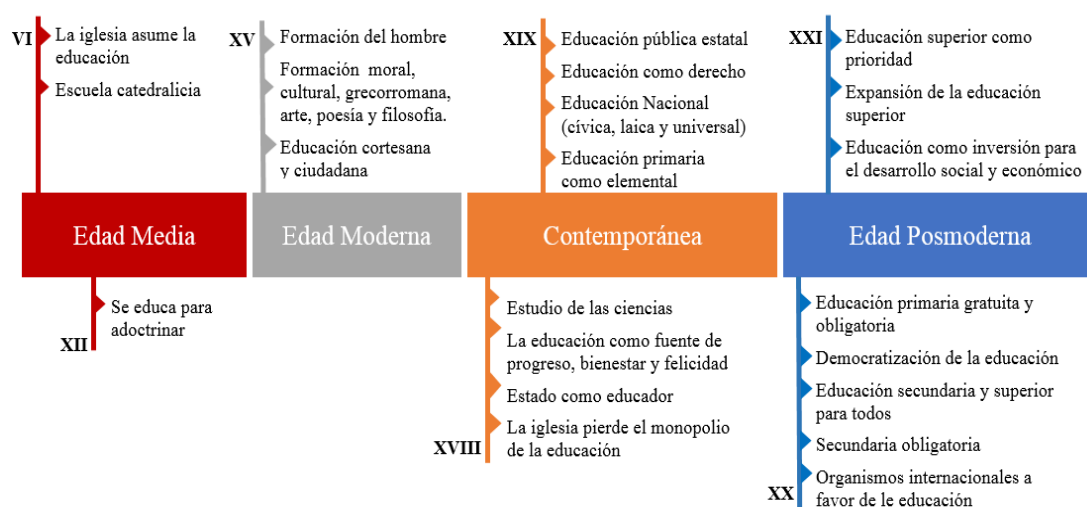 VI
La iglesia asume la
educación
Escuela catedralicia
XV
Formación del hombre
Formación moral,
cultural, grecorromana,
arte, poesía y filosofía.
Educación cortesana
y ciudadana
XIX
Educación pública estatal
Educación como derecho
Educación Nacional
(cívica, laica y universal)
Educación primaria
como elemental
XXI
Educación superior como
prioridad
Expansión de la educación
superior
Educación como inversión para
el desarrollo social y económico
Edad Media
Edad Moderna
Contemporánea
Edad Posmoderna
Se educa para
adoctrinar
XII
Estudio de las ciencias
La educación como fuente de
progreso, bienestar y felicidad
Estado como educador
La iglesia pierde el monopolio
de la educación
XVIII
Educación primaria gratuita y
obligatoria
Democratización de la educación
Educación secundaria y superior
para todos
Secundaria obligatoria
Organismos internacionales a
favor de le educación
XX